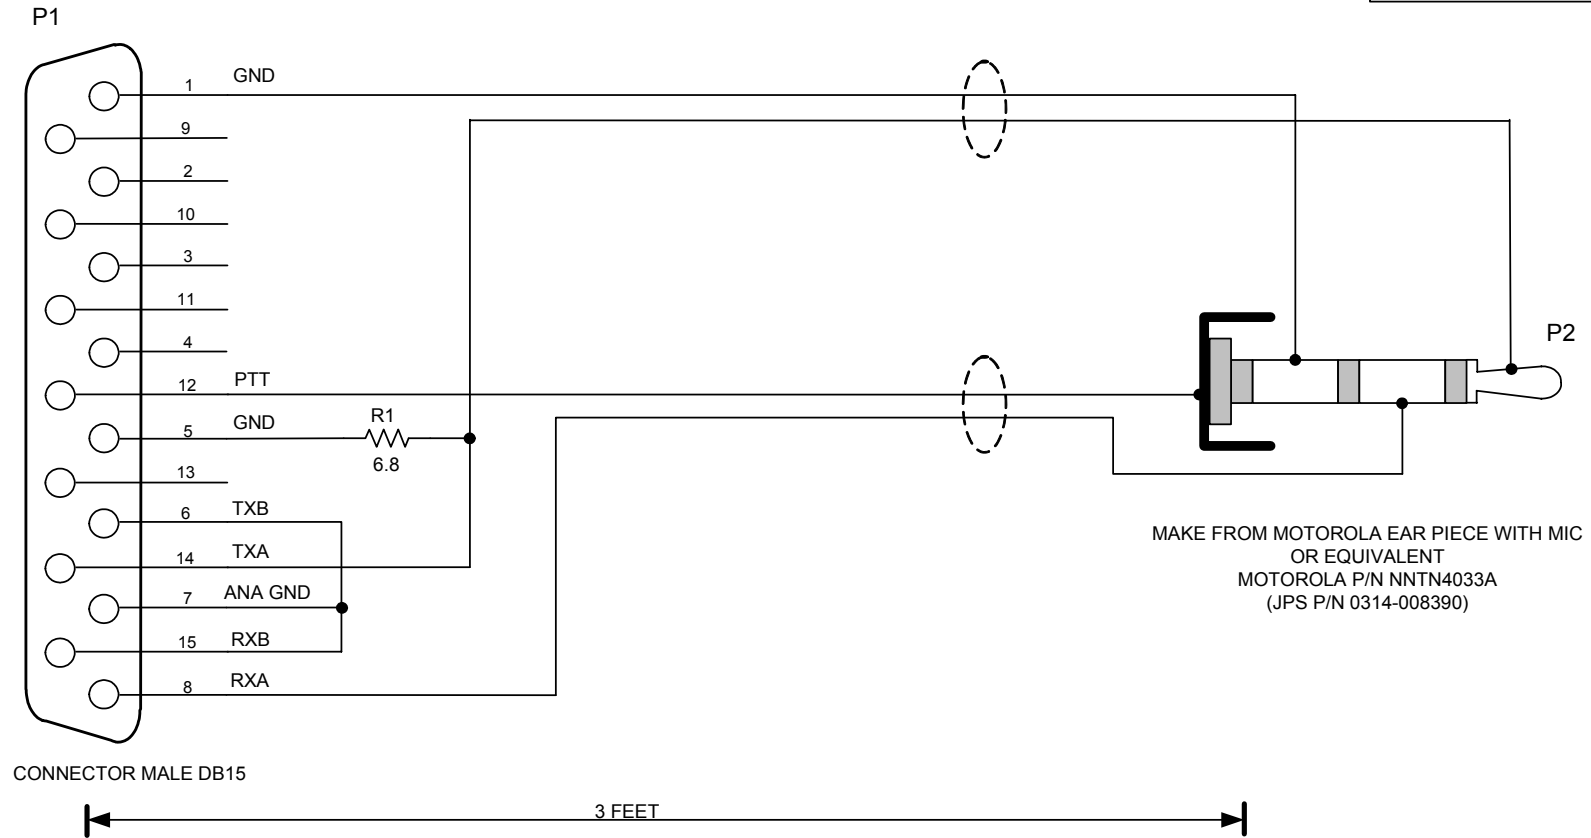 P1
1 GND
9
2
10
3
11
4
12 PTT
5 GND
R1
6.8
13
6 TXB
14 TXA
7 ANA GND
15 RXB
8 RXA
CONNECTOR MALE DB15
3 FEET
P2
MAKE FROM MOTOROLA EAR PIECE WITH MIC
OR EQUIVALENT
MOTOROLA P/N NNTN4033A
(JPS P/N 0314-008390)